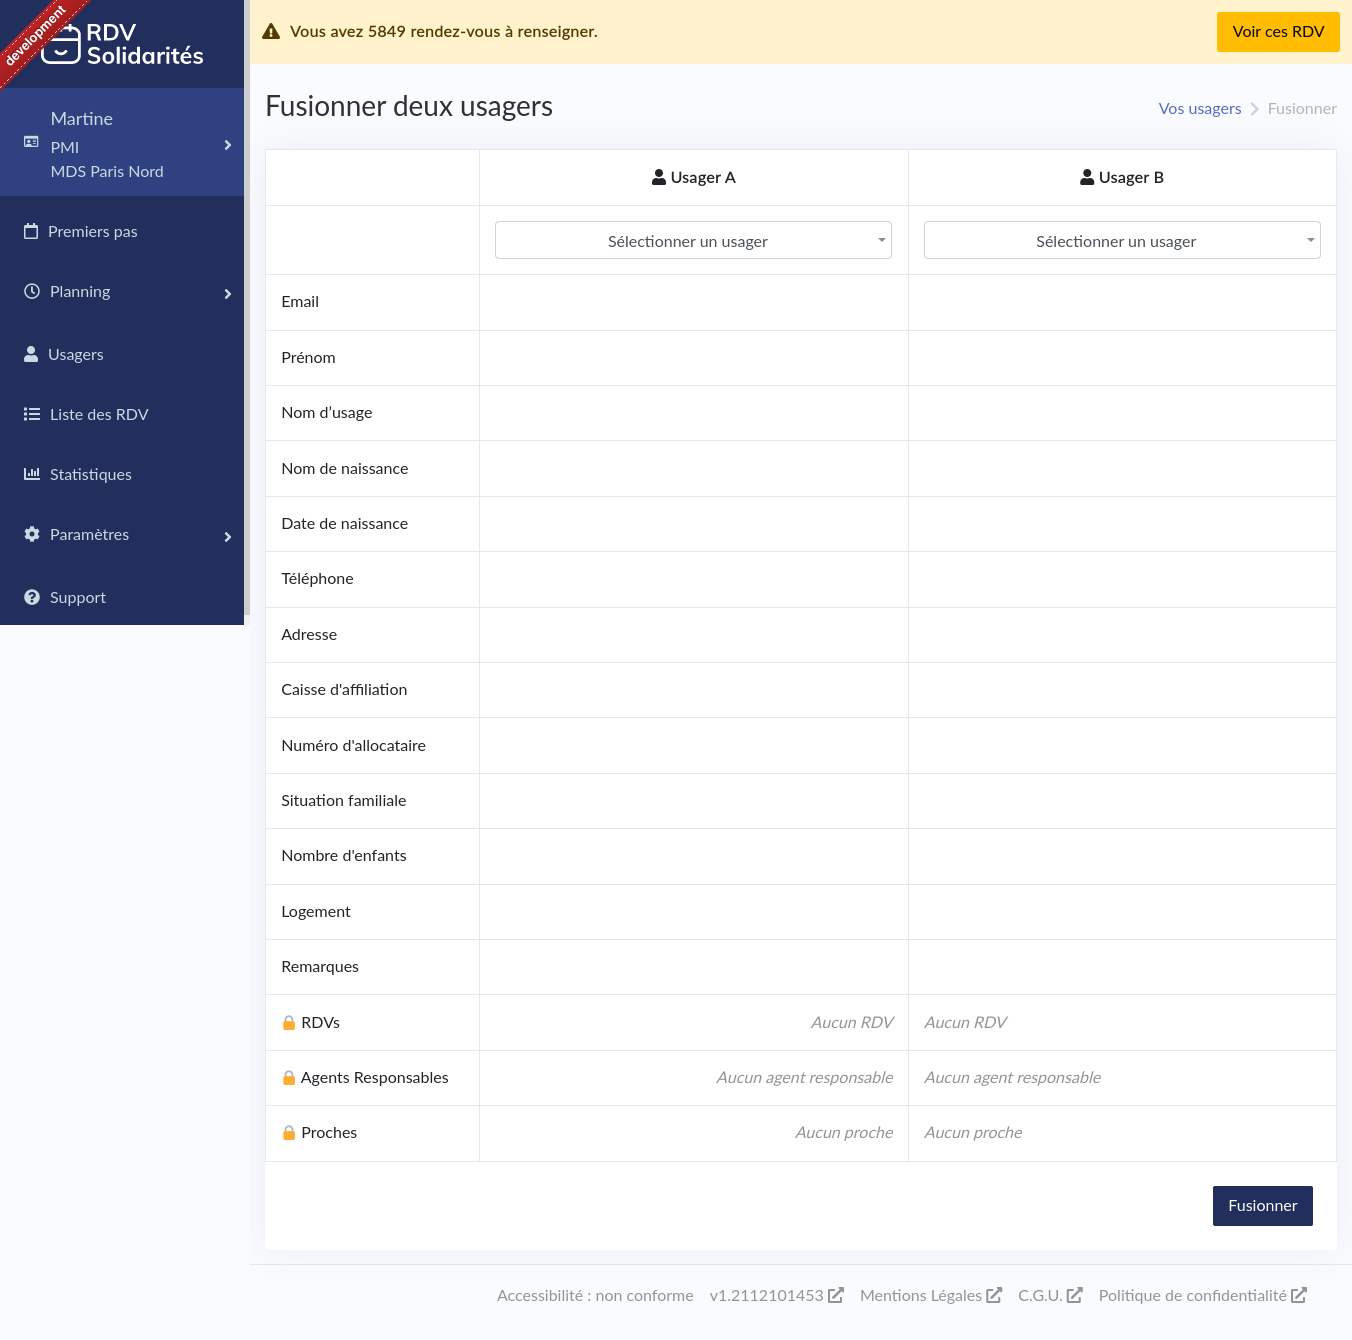 development
RDV
Solidarités
Vous avez 5849 rendez-vous à renseigner.
Voir ces RDV
Martine
PMI
MDS Paris Nord
Premiers pas
Planning
Usagers
Liste des RDV
Statistiques
Paramètres
Support
Fusionner deux usagers
Vos usagers > Fusionner
Usager A
Usager B
Sélectionner un usager
Sélectionner un usager
Email
Prénom
Nom d’usage
Nom de naissance
Date de naissance
Téléphone
Adresse
Caisse d'affiliation
Numéro d'allocataire
Situation familiale
Nombre d'enfants
Logement
Remarques
RDVs Aucun RDV Aucun RDV
Agents Responsables Aucun agent responsable Aucun agent responsable
Proches Aucun proche Aucun proche
Fusionner
Accessibilité : non conforme v1.2112101453 Mentions Légales C.G.U. Politique de confidentialité